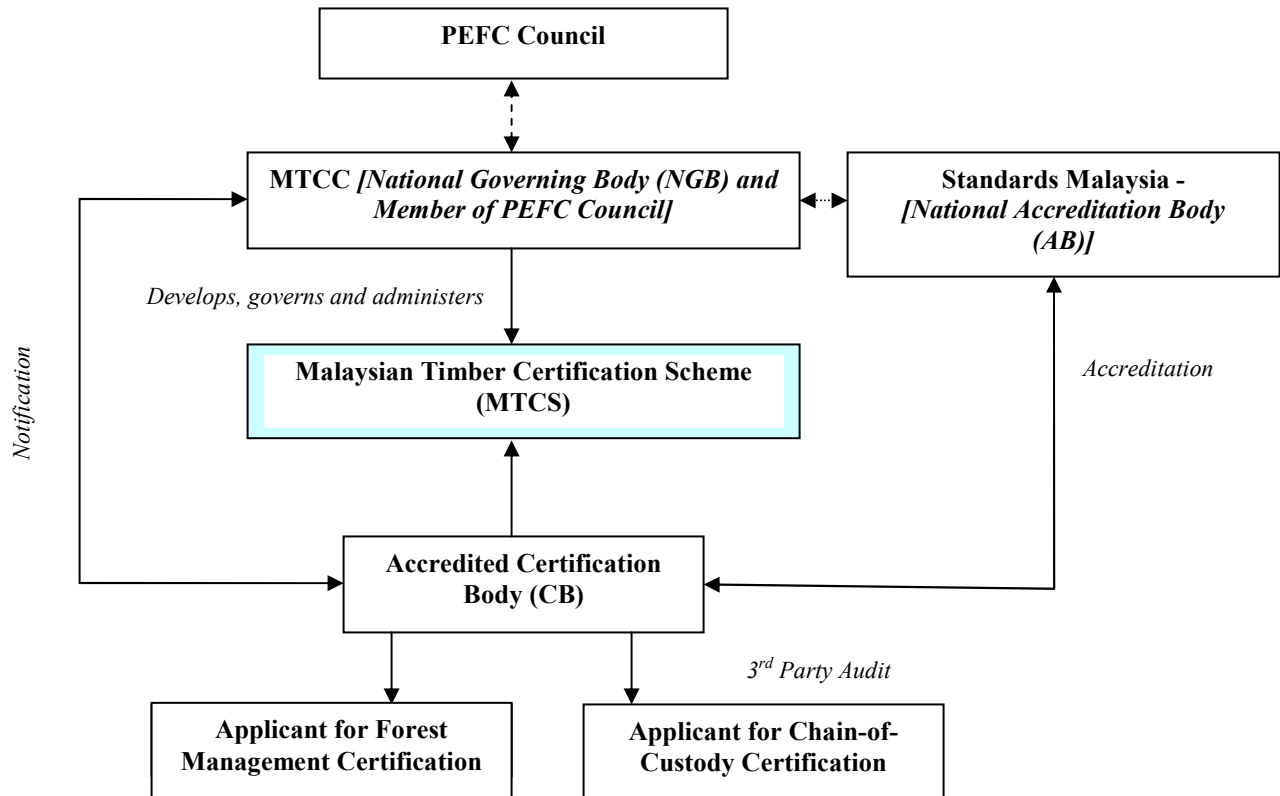 PEFC Council
MTCC [National Governing Body (NGB) and
Member of PEFC Council]
Standards Malaysia -
[National Accreditation Body
(AB)]
Develops, governs and administers
Notification
Malaysian Timber Certification Scheme
(MTCS)
Accreditation
Accredited Certification
Body (CB)
3rd Party Audit
Applicant for Forest
Management Certification
Applicant for Chain-of-
Custody Certification